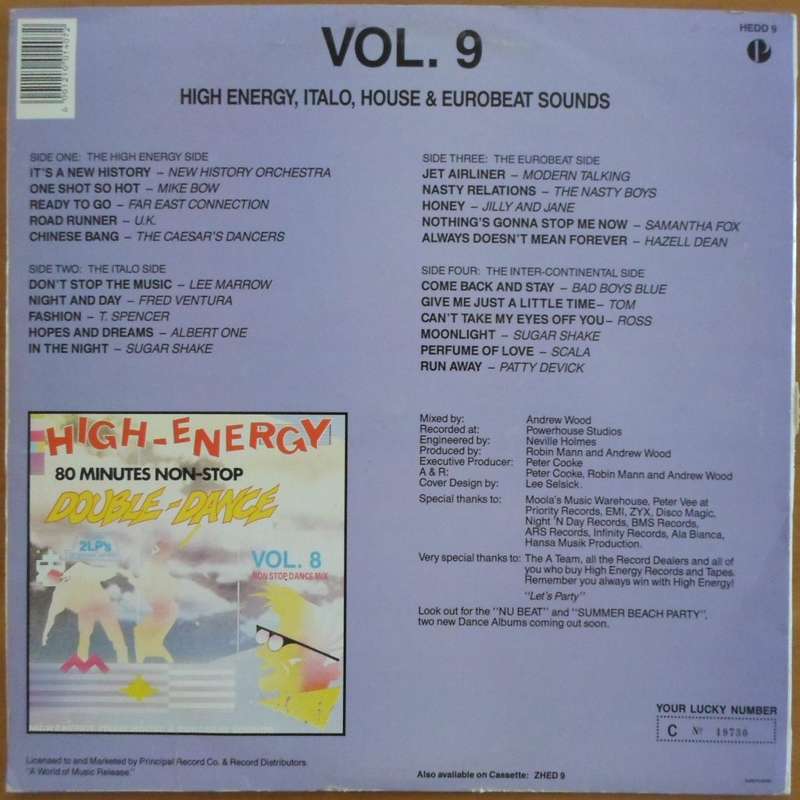 VOL. 9
HEDD 9
HIGH ENERGY, ITALO, HOUSE & EUROBEAT SOUNDS
SIDE ONE: THE HIGH ENERGY SIDE
IT'S A NEW HISTORY – NEW HISTORY ORCHESTRA
ONE SHOT SO HOT – MIKE BOW
READY TO GO – FAR EAST CONNECTION
ROAD RUNNER – U.K.
CHINESE BANG – THE CAESAR'S DANCERS
SIDE TWO: THE ITALO SIDE
DON'T STOP THE MUSIC – LEE MARROW
NIGHT AND DAY – FRED VENTURA
FASHION – T. SPENCER
HOPES AND DREAMS – ALBERT ONE
IN THE NIGHT – SUGAR SHAKE
SIDE THREE: THE EUROBEAT SIDE
JET AIRLINER – MODERN TALKING
NASTY RELATIONS – THE NASTY BOYS
HONEY – JILLY AND JANE
NOTHING'S GONNA STOP ME NOW – SAMANTHA FOX
ALWAYS DOESN'T MEAN FOREVER – HAZELL DEAN
SIDE FOUR: THE INTER-CONTINENTAL SIDE
COME BACK AND STAY – BAD BOYS BLUE
GIVE ME JUST A LITTLE TIME– TOM
CAN'T TAKE MY EYES OFF YOU– ROSS
MOONLIGHT – SUGAR SHAKE
PERFUME OF LOVE – SCALA
RUN AWAY – PATTY DEVICK
HIGH-ENERGY
80 MINUTES NON-STOP
DOUBLE-DANCE
2LP's
VOL. 8
NON STOP DANCE MIX
Mixed by: Andrew Wood
Recorded at: Powerhouse Studios
Engineered by: Neville Holmes
Produced by: Robin Mann and Andrew Wood
Executive Producer: Peter Cooke
A & R: Peter Cooke, Robin Mann and Andrew Wood
Cover Design by: Lee Selsick.
Special thanks to: Moola's Music Warehouse, Peter Vee at
Priority Records, EMI, ZYX, Disco Magic,
Night 'N Day Records, BMS Records,
ARS Records, Infinity Records, Ala Bianca,
Hansa Musik Production.
Very special thanks to: The A Team, all the Record Dealers and all of
you who buy High Energy Records and Tapes.
Remember you always win with High Energy!
"Let's Party"
Look out for the "NU BEAT" and "SUMMER BEACH PARTY",
two new Dance Albums coming out soon.
YOUR LUCKY NUMBER
C Nº 19730
Licensed to and Marketed by Principal Record Co. & Record Distributors.
"A World of Music Release."
Also available on Cassette: ZHED 9